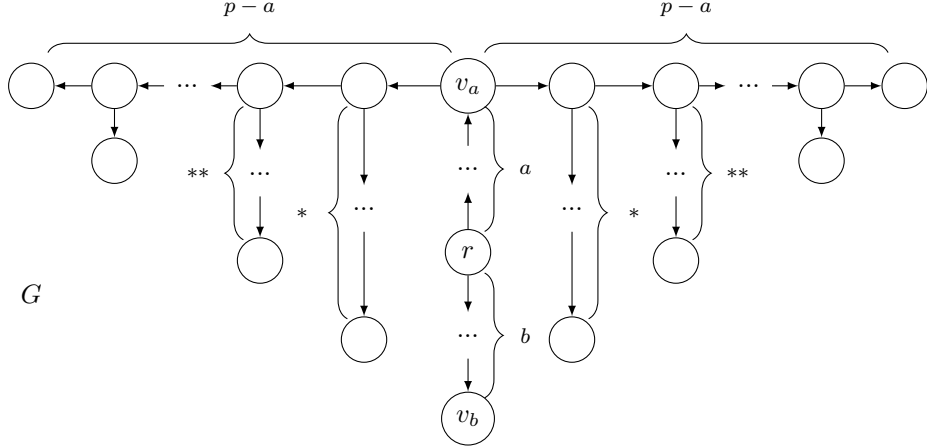 p − a p − a
··· v_a ···
** ··· ··· a ··· **
* ··· ··· *
r
G
··· b
v_b